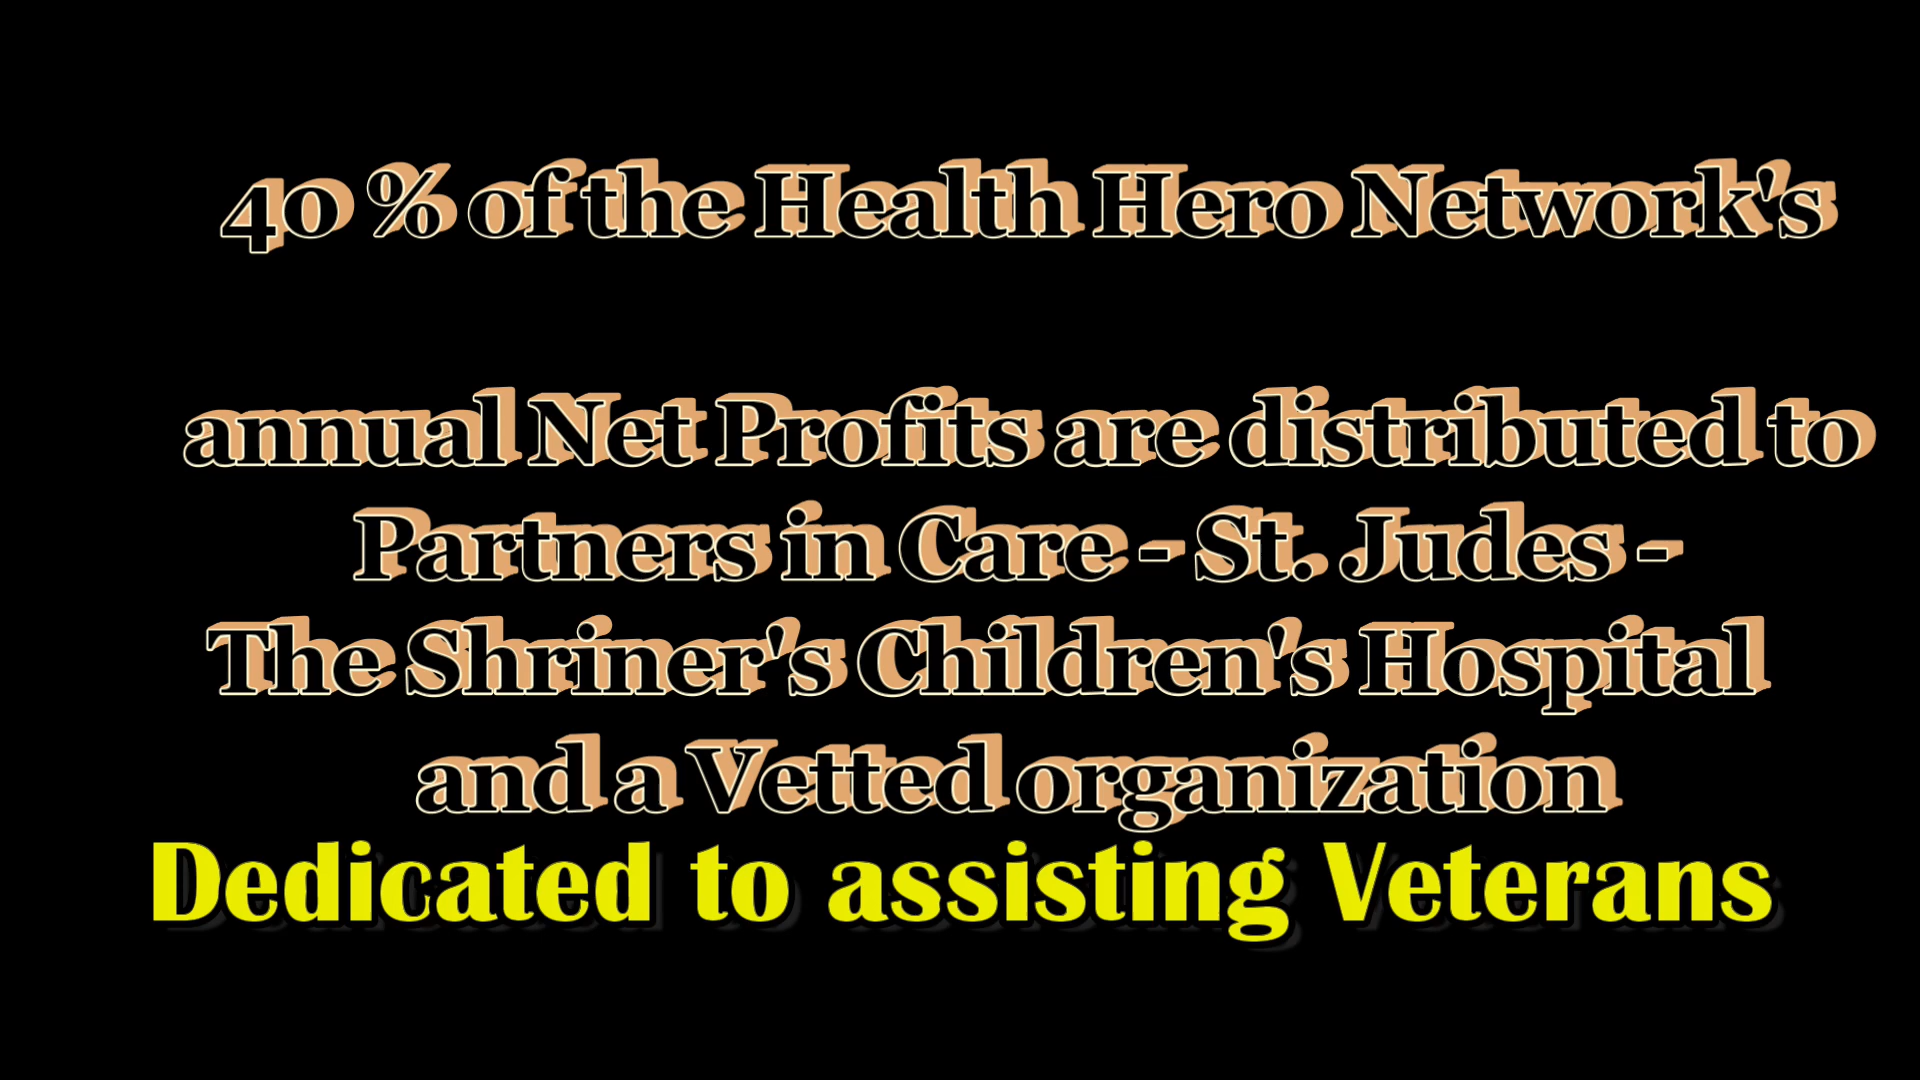 40 % of the Health Hero Network's
annual Net Profits are distributed to
Partners in Care - St. Judes -
The Shriner's Children's Hospital
and a Vetted organization
Dedicated to assisting Veterans